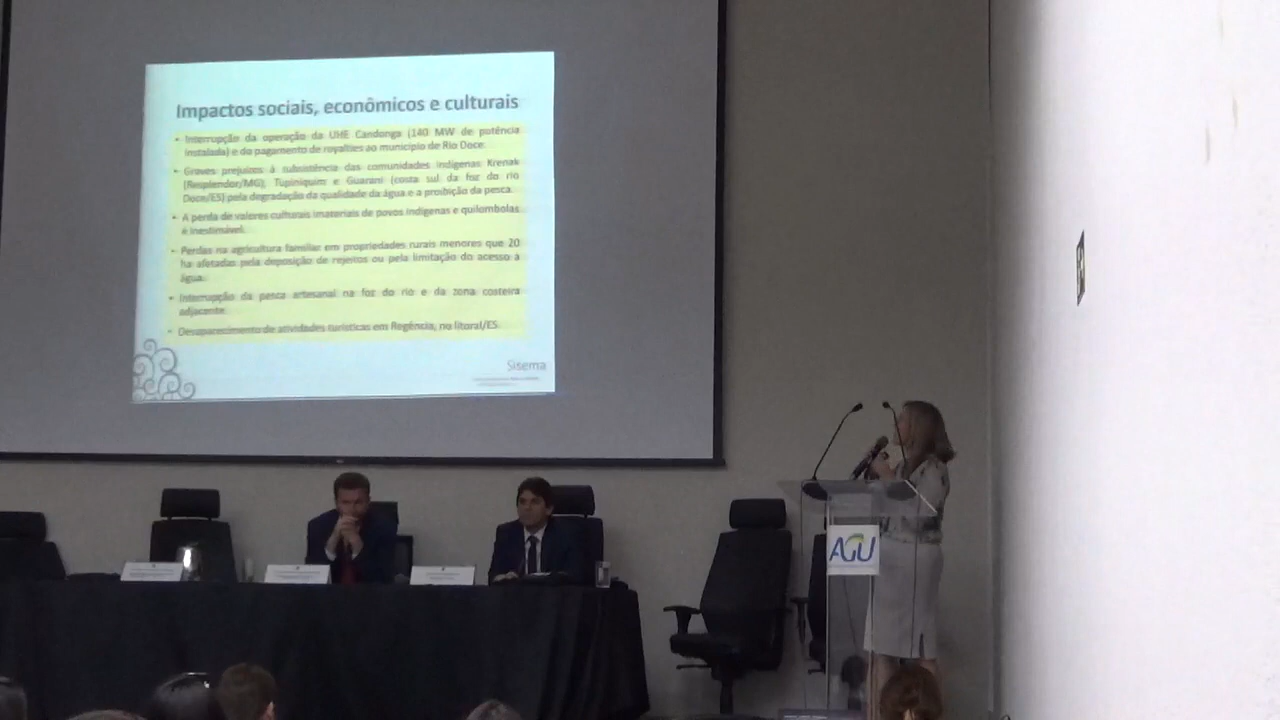 Impactos sociais, econômicos e culturais
• Interrupção da operação da UHE Candonga (140 MW de potência
instalada) e do pagamento de royalties ao município de Rio Doce.
• Graves prejuízos à subsistência das comunidades indígenas Krenak
(Resplendor/MG), Tupiniquim e Guarani (costa sul da foz do rio
Doce/ES) pela degradação da qualidade da água e a proibição da pesca.
• A perda de valores culturais imateriais de povos indígenas e quilombolas
é inestimável.
• Perdas na agricultura familiar em propriedades rurais menores que 20
ha afetadas pela deposição de rejeitos ou pela limitação do acesso à
água.
• Interrupção da pesca artesanal na foz do rio e da zona costeira
adjacente.
• Desaparecimento de atividades turísticas em Regência, no litoral/ES.
Sisema
AGU